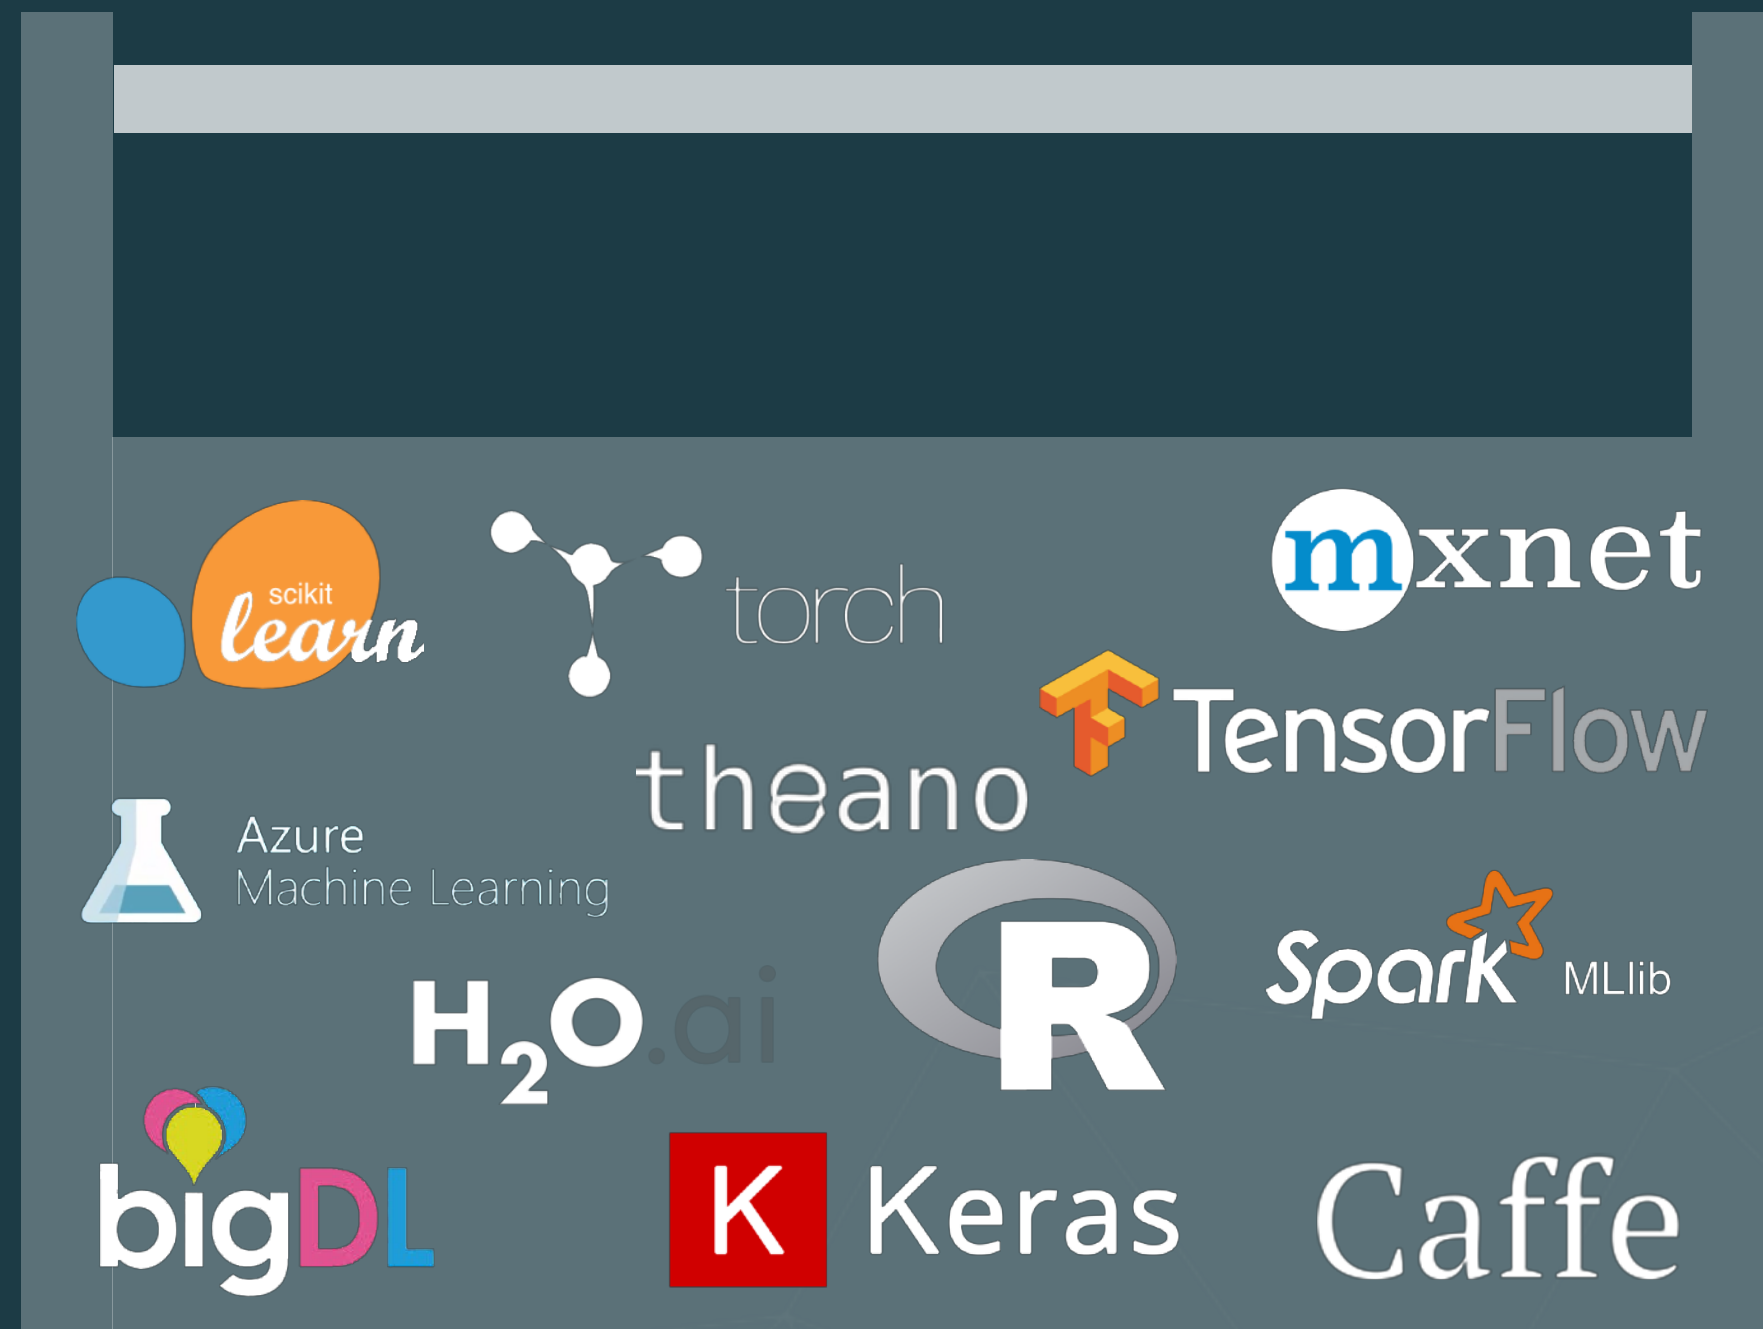 scikit
learn
torch
mxnet
TensorFlow
theano
Azure
Machine Learning
R
Spark MLlib
H2O.ai
bigDL
K Keras
Caffe